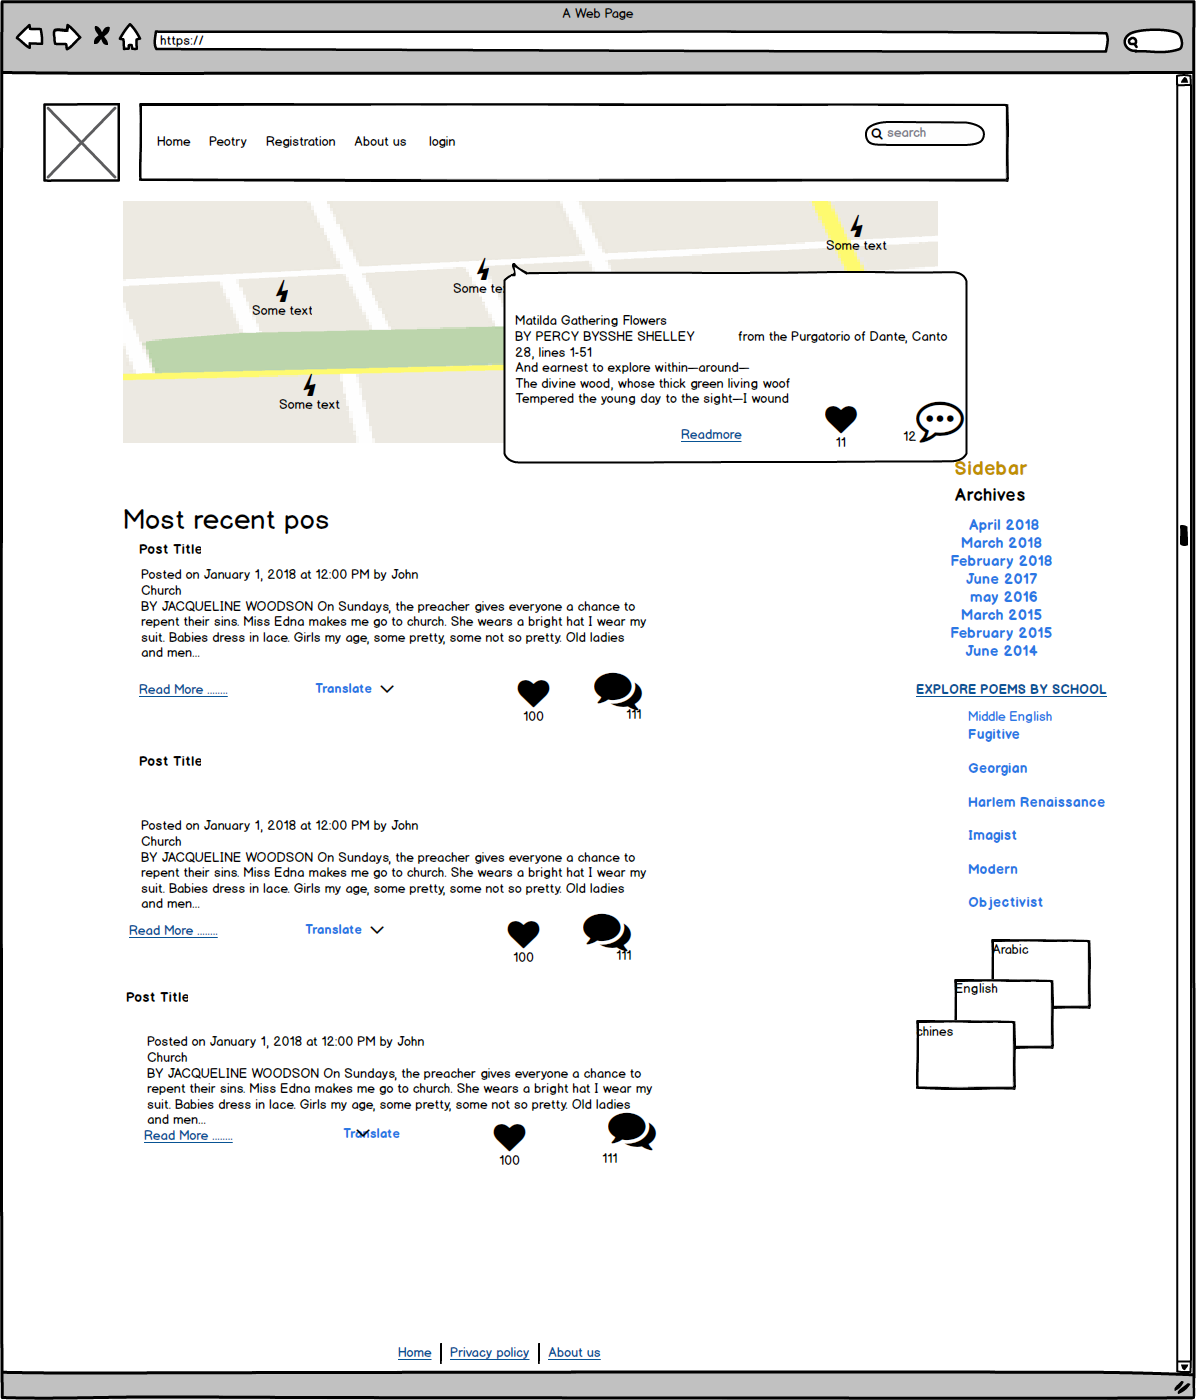 A Web Page
https://
Home Peotry Registration About us login
search
Some text
Some text
Some te
Some text
Matilda Gathering Flowers
BY PERCY BYSSHE SHELLEY from the Purgatorio of Dante, Canto
28, lines 1-51
And earnest to explore within—around—
The divine wood, whose thick green living woof
Tempered the young day to the sight—I wound
Readmore
11
12
Sidebar
Archives
April 2018
March 2018
February 2018
June 2017
may 2016
March 2015
February 2015
June 2014
Most recent pos
Post Title
Posted on January 1, 2018 at 12:00 PM by John
Church
BY JACQUELINE WOODSON On Sundays, the preacher gives everyone a chance to
repent their sins. Miss Edna makes me go to church. She wears a bright hat I wear my
suit. Babies dress in lace. Girls my age, some pretty, some not so pretty. Old ladies
and men...
Read More ........
Translate
100
111
EXPLORE POEMS BY SCHOOL
Middle English
Fugitive
Georgian
Harlem Renaissance
Imagist
Modern
Objectivist
Post Title
Posted on January 1, 2018 at 12:00 PM by John
Church
BY JACQUELINE WOODSON On Sundays, the preacher gives everyone a chance to
repent their sins. Miss Edna makes me go to church. She wears a bright hat I wear my
suit. Babies dress in lace. Girls my age, some pretty, some not so pretty. Old ladies
and men...
Read More ........
Translate
100
111
Arabic
English
chines
Post Title
Posted on January 1, 2018 at 12:00 PM by John
Church
BY JACQUELINE WOODSON On Sundays, the preacher gives everyone a chance to
repent their sins. Miss Edna makes me go to church. She wears a bright hat I wear my
suit. Babies dress in lace. Girls my age, some pretty, some not so pretty. Old ladies
and men...
Read More ........
Translate
100
111
Home Privacy policy About us